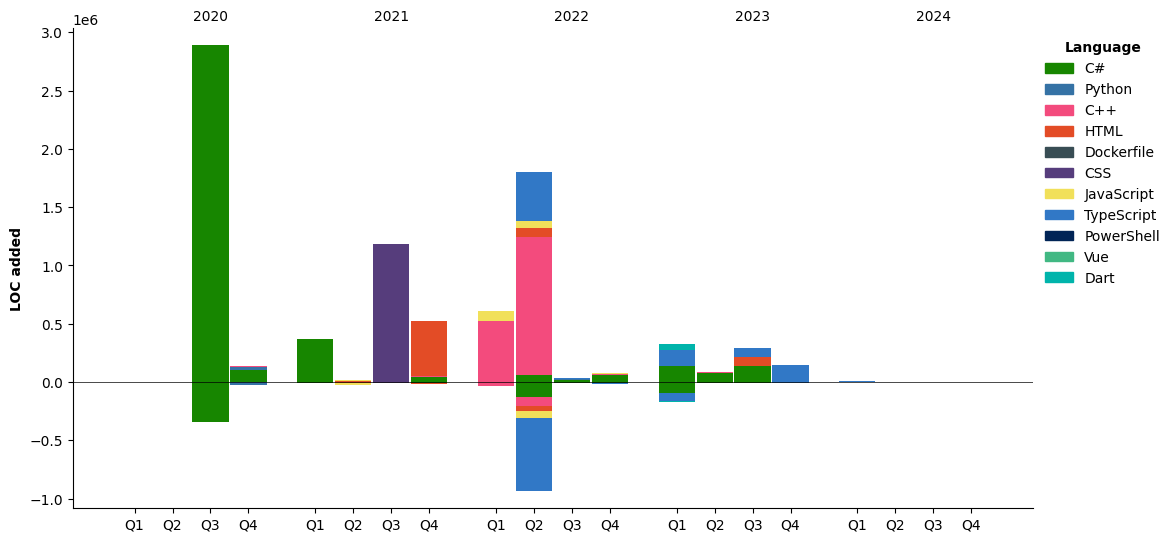 1e6
2020 2021 2022 2023 2024
3.0
2.5
2.0
1.5
1.0
0.5
0.0
−0.5
−1.0
LOC added
Q1 Q2 Q3 Q4 Q1 Q2 Q3 Q4 Q1 Q2 Q3 Q4 Q1 Q2 Q3 Q4 Q1 Q2 Q3 Q4
Language
C#
Python
C++
HTML
Dockerfile
CSS
JavaScript
TypeScript
PowerShell
Vue
Dart